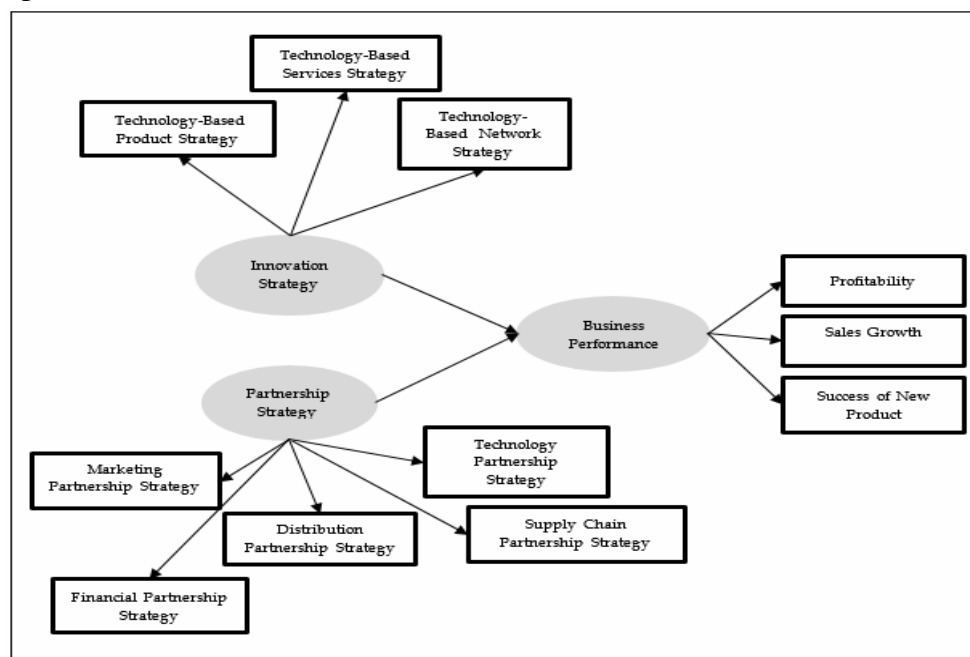 Technology-Based
Services Strategy
Technology-Based
Product Strategy
Technology-
Based Network
Strategy
Innovation
Strategy
Profitability
Business
Performance
Sales Growth
Success of New
Product
Partnership
Strategy
Technology
Partnership
Strategy
Marketing
Partnership Strategy
Distribution
Partnership Strategy
Supply Chain
Partnership Strategy
Financial Partnership
Strategy